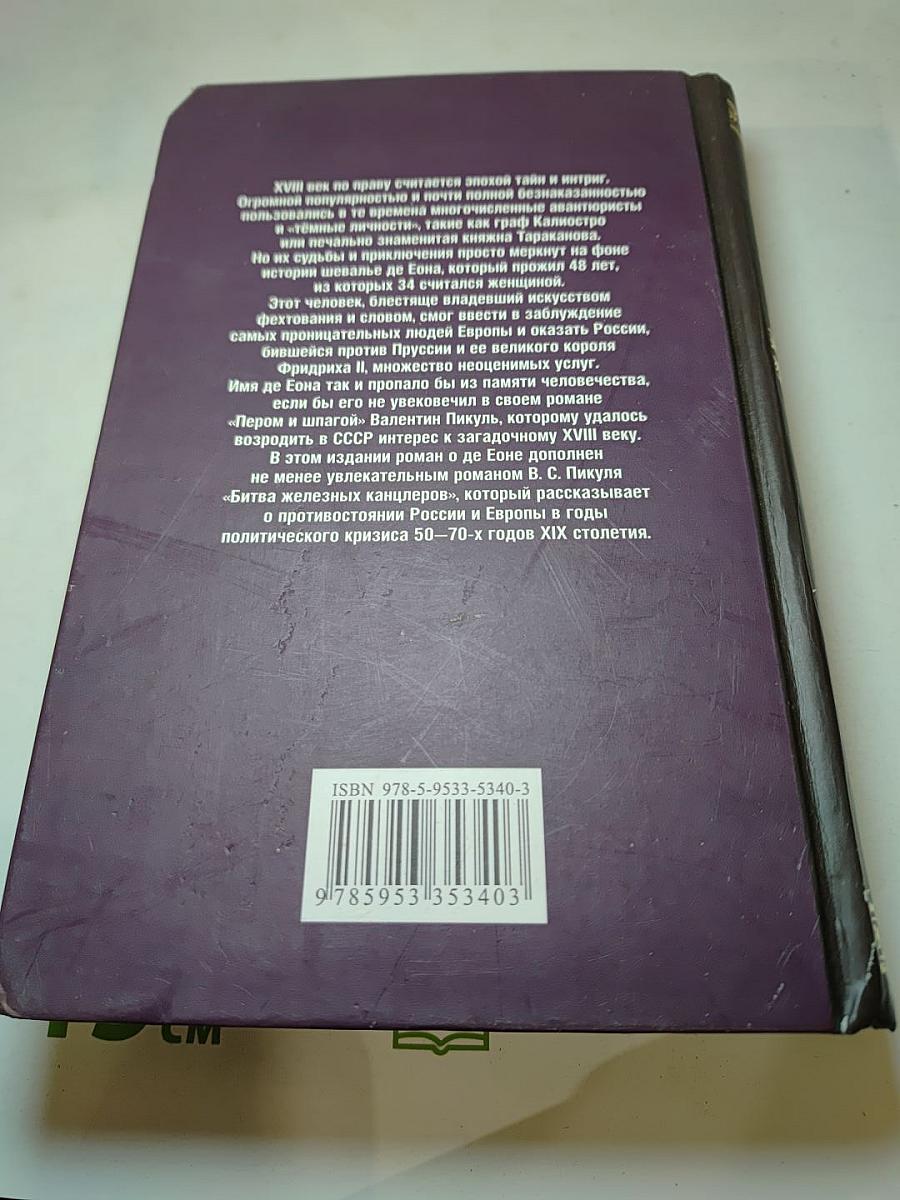 XVIII век по праву считается эпохой тайн и интриг.
Огромной популярностью и почти полной безнаказанностью
пользовались в те времена многочисленные авантюристы
и «тёмные личности», такие как граф Калиостро
или печально знаменитая княжна Тараканова.
Но их судьбы и приключения просто меркнут на фоне
истории шевалье де Еона, который прожил 48 лет,
из которых 34 считался женщиной.
Этот человек, блестяще владевший искусством
фехтования и словом, смог ввести в заблуждение
самых проницательных людей Европы и оказать России,
бившейся против Пруссии и ее великого короля
Фридриха II, множество неоценимых услуг.
Имя де Еона так и пропало бы из памяти человечества,
если бы его не увековечил в своем романе
«Пером и шпагой» Валентин Пикуль, которому удалось
возродить в СССР интерес к загадочному XVIII веку.
В этом издании роман о де Еоне дополнен
не менее увлекательным романом В. С. Пикуля
«Битва железных канцлеров», который рассказывает
о противостоянии России и Европы в годы
политического кризиса 50—70-х годов XIX столетия.
ISBN 978-5-9533-5340-3
9 785953 353403
см